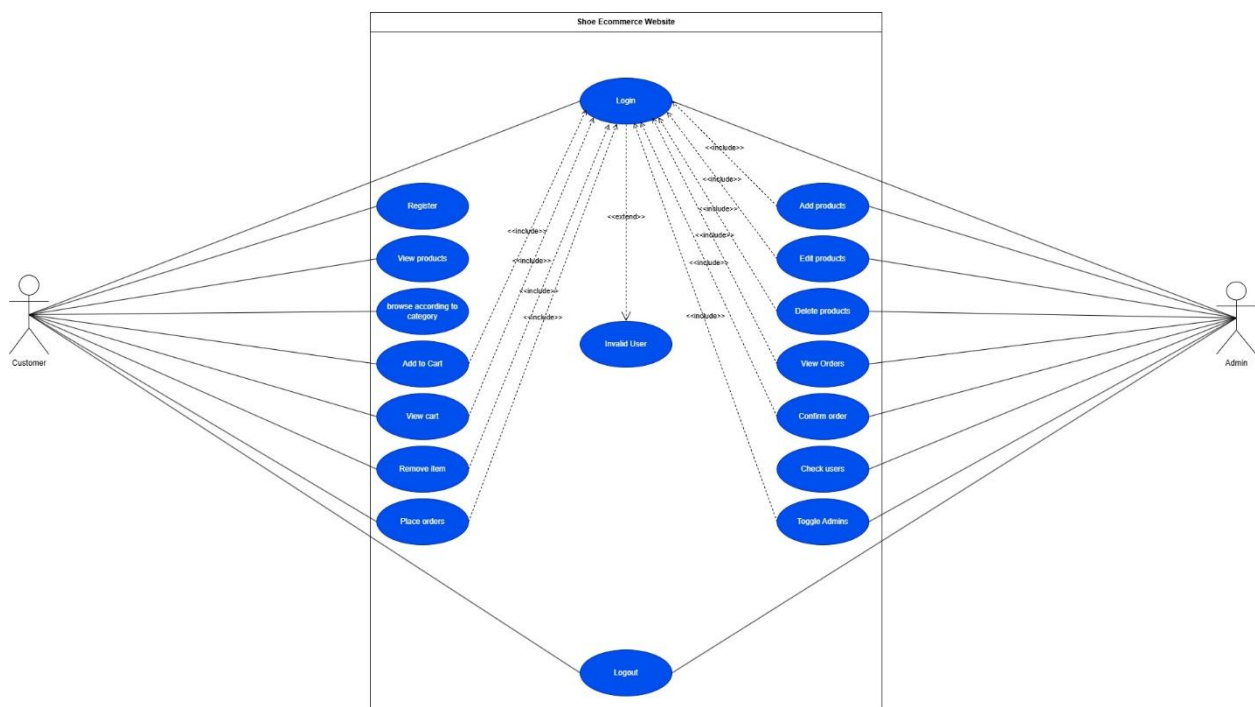 Shoe Ecommerce Website
Login
<<include>>
<<include>>
Register
Add products
<<include>>
<<extend>>
<<include>>
<<include>>
<<include>>
View products
Edit products
<<include>>
<<include>>
<<include>>
browse according to
category
Delete products
<<include>>
<<include>>
Invalid User
Customer
Add to Cart
View Orders
Admin
View cart
Confirm order
Remove item
Check users
Place orders
Toggle Admins
Logout